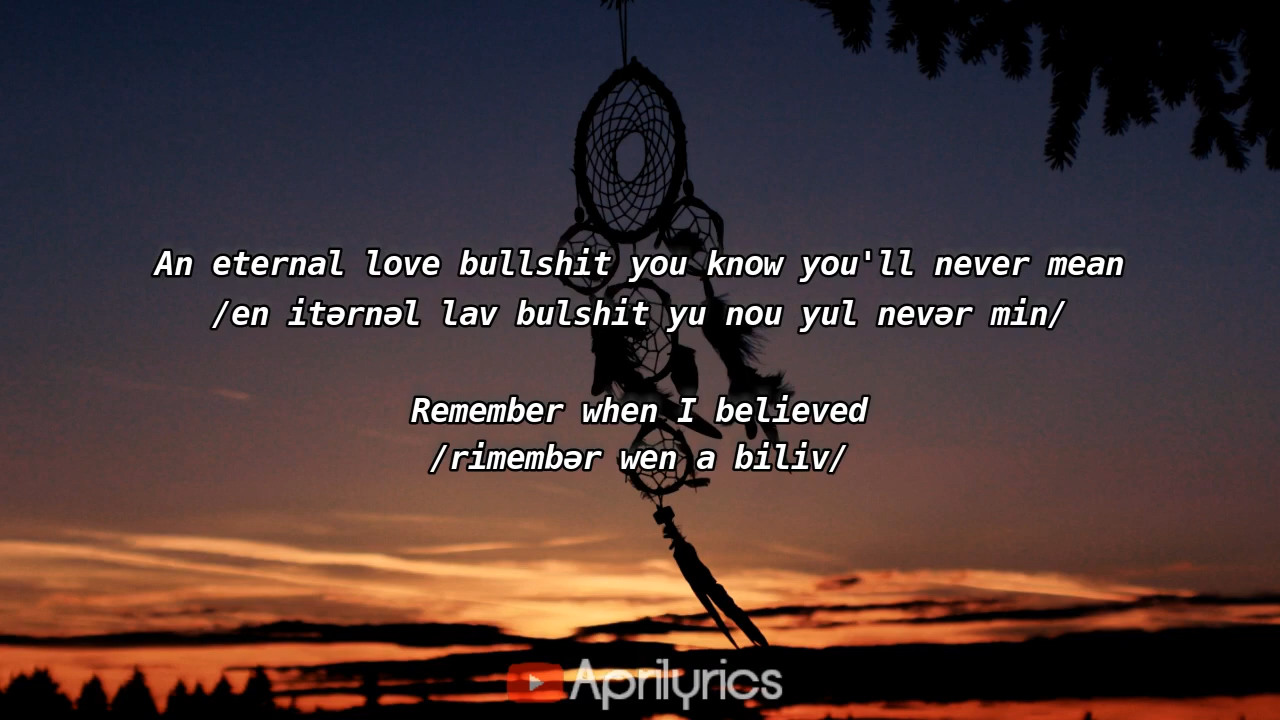 An eternal love bullshit you know you'll never mean
/en itərnəl lav bulshit yu nou yul nevər min/
Remember when I believed
/rimembər wen a biliv/
Aprilyrics